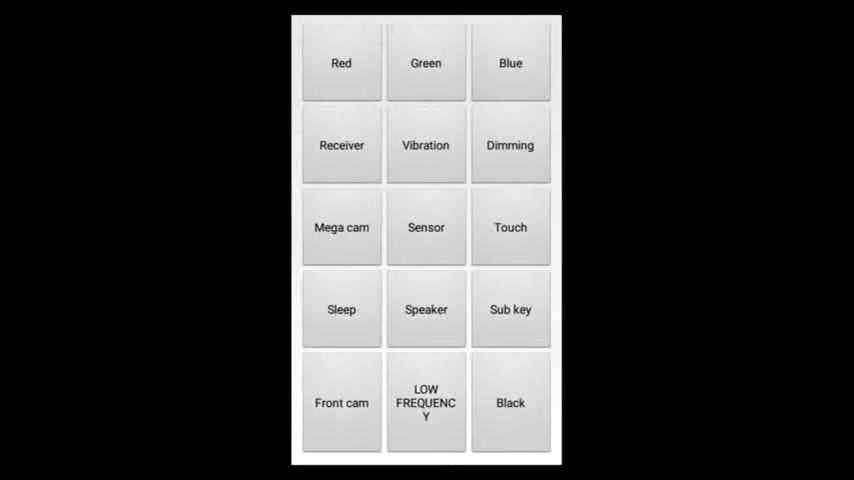 Red
Green
Blue
Receiver
Vibration
Dimming
Mega cam
Sensor
Touch
Sleep
Speaker
Sub key
Front cam
LOW
FREQUENC
Y
Black